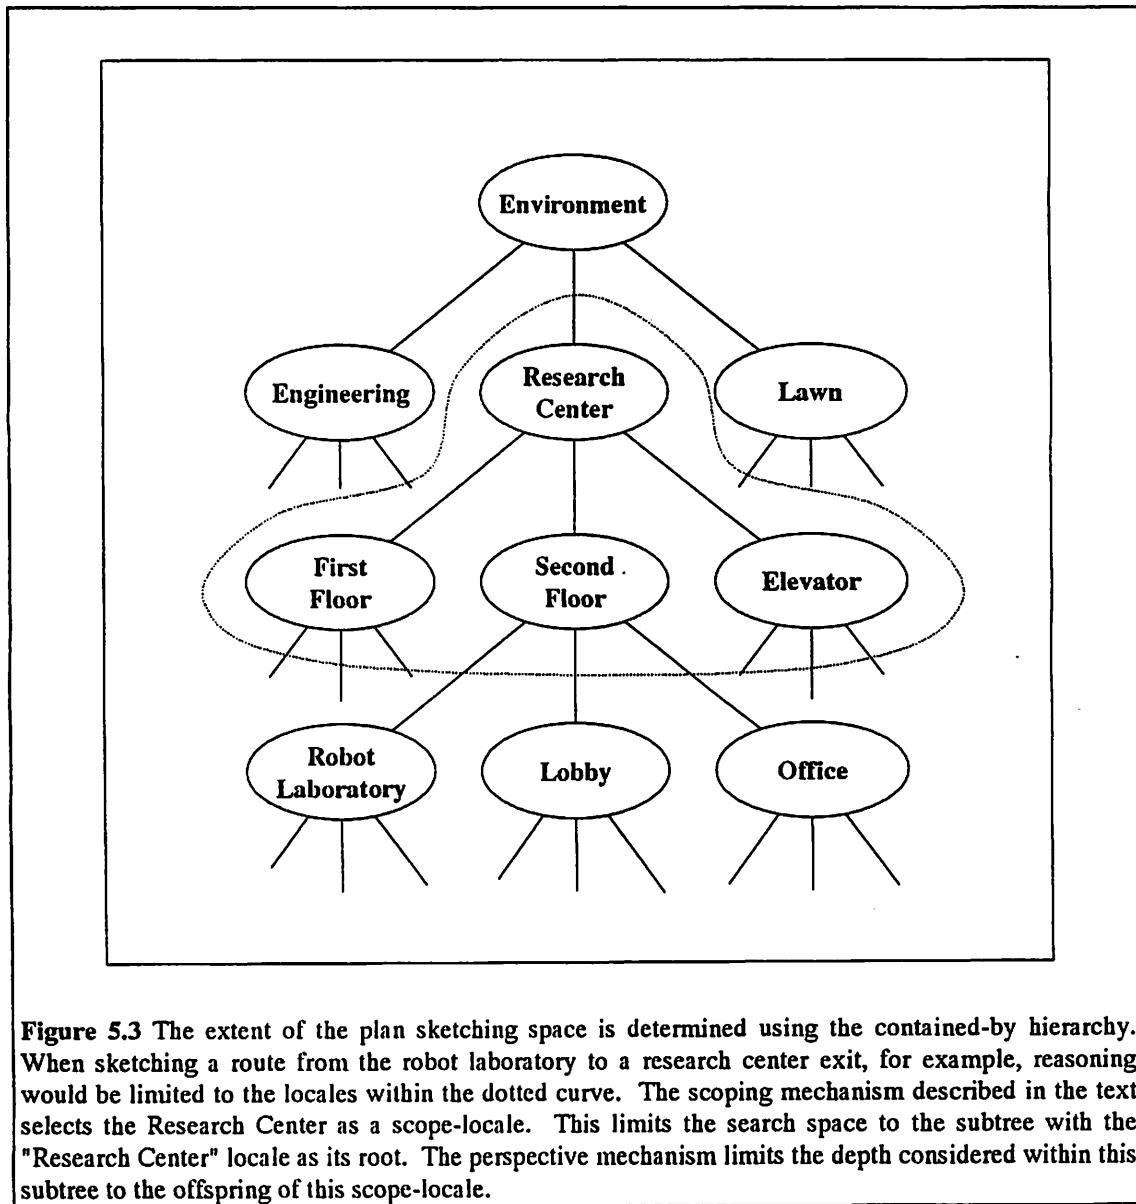 Environment
Engineering
Research
Center
Lawn
First
Floor
Second
Floor
Elevator
Robot
Laboratory
Lobby
Office
Figure 5.3 The extent of the plan sketching space is determined using the contained-by hierarchy.
When sketching a route from the robot laboratory to a research center exit, for example, reasoning
would be limited to the locales within the dotted curve. The scoping mechanism described in the text
selects the Research Center as a scope-locale. This limits the search space to the subtree with the
"Research Center" locale as its root. The perspective mechanism limits the depth considered within this
subtree to the offspring of this scope-locale.